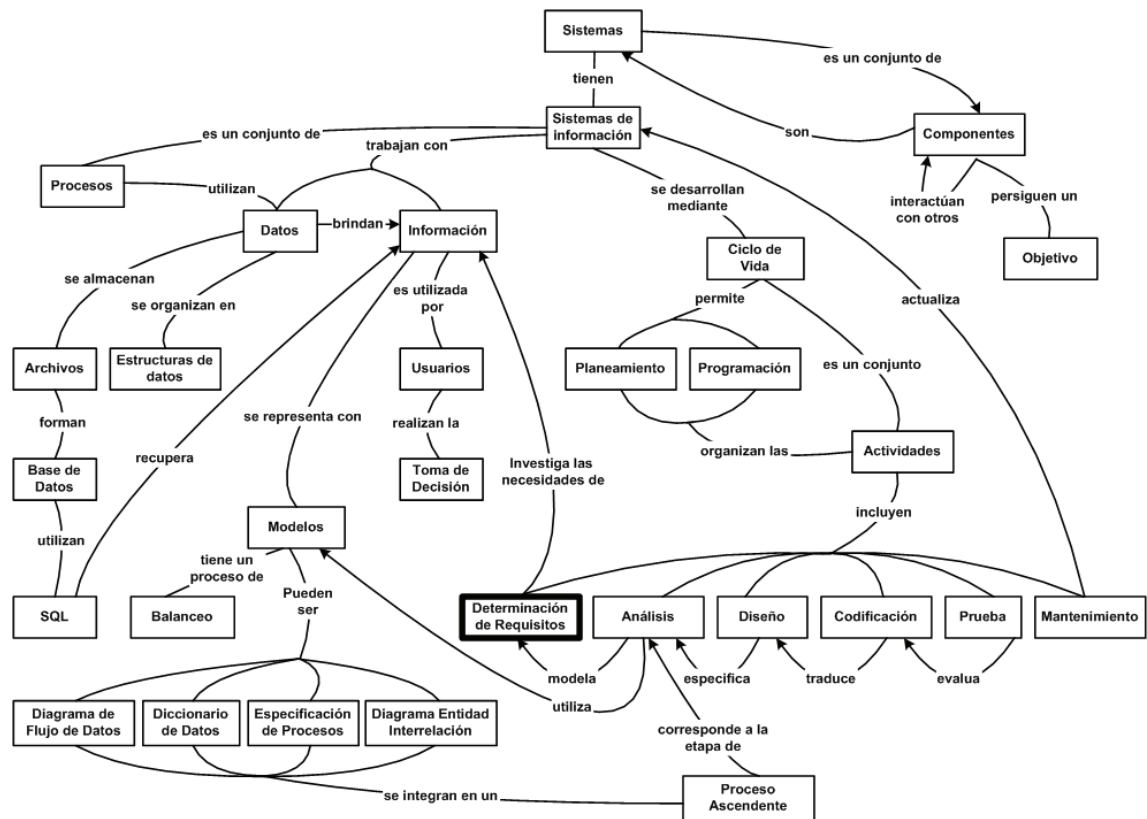 Sistemas
es un conjunto de
tienen
Sistemas de
información
es un conjunto de
trabajan con
son
Componentes
Procesos
utilizan
se desarrollan
mediante
interactúan
con otros
persiguen un
Datos
brindan
Información
Ciclo de
Vida
Objetivo
se almacenan
se organizan en
es utilizada
por
permite
actualiza
Archivos
Estructuras de
datos
Usuarios
Planeamiento
Programación
es un conjunto
forman
se representa con
realizan la
recupera
organizan las
Actividades
Base de
Datos
Toma de
Decisión
Investiga las
necesidades de
incluyen
Modelos
utilizan
tiene un
proceso de
Pueden
ser
SQL
Balanceo
Determinación
de Requisitos
Análisis
Diseño
Codificación
Prueba
Mantenimiento
modela
especifica
traduce
evalua
utiliza
Diagrama de
Flujo de Datos
Diccionario
de Datos
Especificación
de Procesos
Diagrama Entidad
Interrelación
corresponde a la
etapa de
se integran en un
Proceso
Ascendente